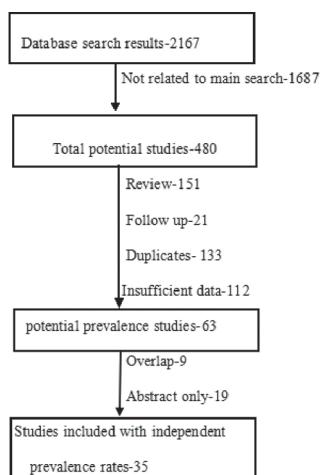 Database search results-2167
Not related to main search-1687
Total potential studies-480
Review-151
Follow up-21
Duplicates- 133
Insufficient data-112
potential prevalence studies-63
Overlap-9
Abstract only-19
Studies included with independent
prevalence rates-35